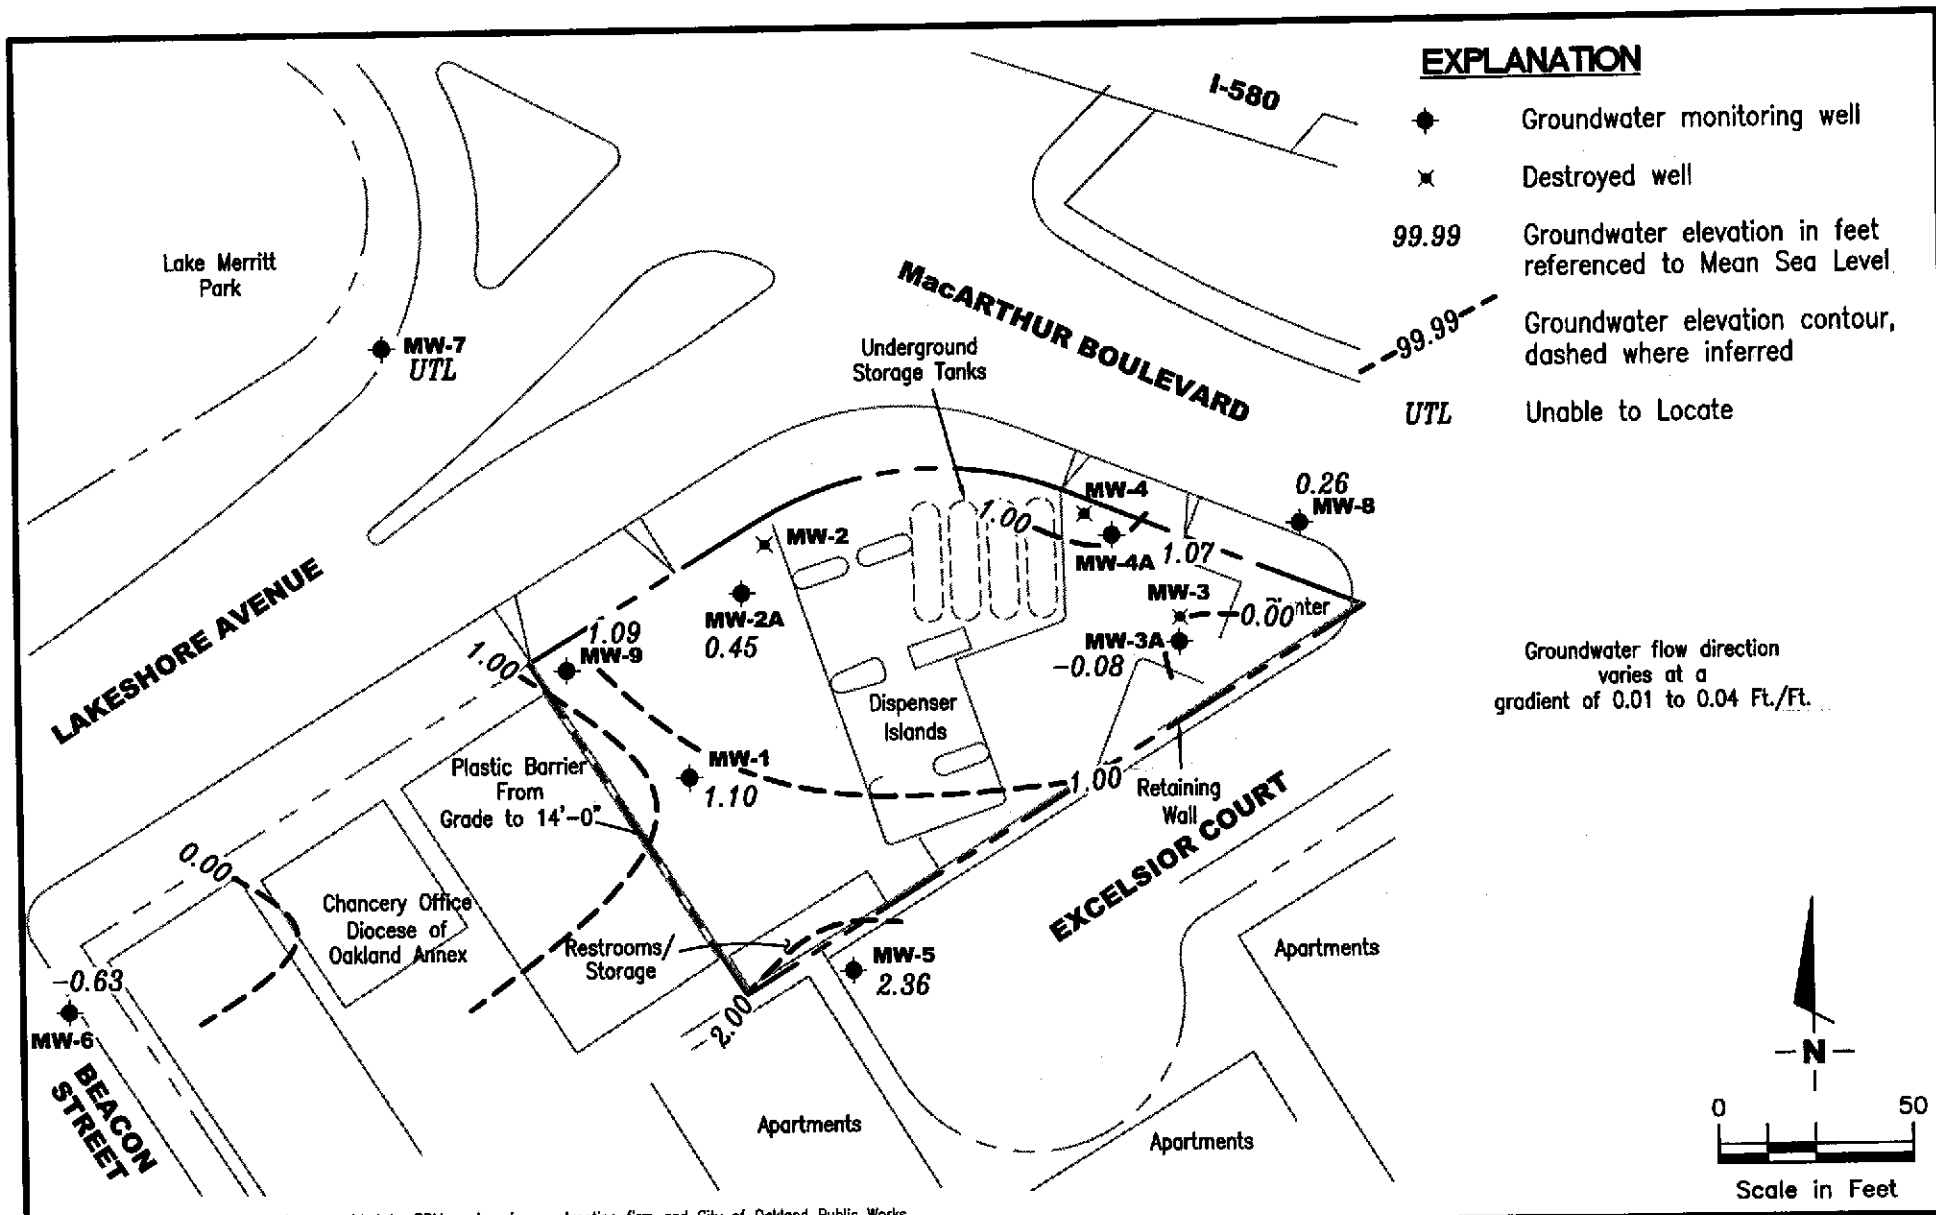 EXPLANATION
Groundwater monitoring well
Destroyed well
99.99
Groundwater elevation in feet
referenced to Mean Sea Level
99.99
Groundwater elevation contour,
dashed where inferred
UTL
Unable to Locate
I-580
Lake Merritt
Park
MW-7
UTL
MacARTHUR BOULEVARD
Underground
Storage Tanks
LAKESHORE AVENUE
MW-4
1.00
MW-4A
1.07
0.26
MW-8
MW-2
MW-2A
0.45
1.09
MW-9
1.00
MW-3
0.00
MW-3A
-0.08
Groundwater flow direction
varies at a
gradient of 0.01 to 0.04 Ft./Ft.
Dispenser
Islands
MW-1
1.10
Plastic Barrier
From
Grade to 14'-0"
1.00
Retaining
Wall
EXCELSIOR COURT
0.00
Chancery Office
Diocese of
Oakland Annex
Restrooms/
Storage
MW-5
2.36
2.00
Apartments
-0.63
MW-6
BEACON
STREET
Apartments
Apartments
N
0 50
Scale in Feet
and City of Oakland Public Works